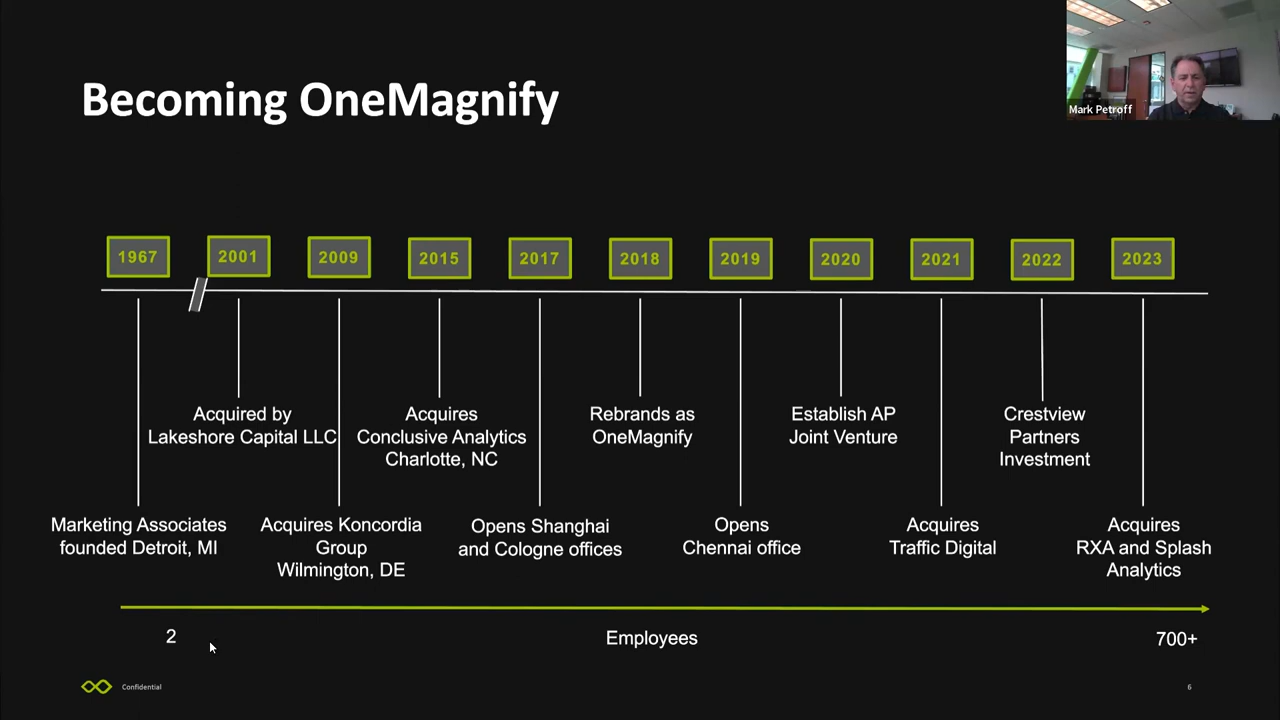 Becoming OneMagnify
Mark Petroff
1967
2001
2009
2015
2017
2018
2019
2020
2021
2022
2023
Acquired by
Lakeshore Capital LLC
Acquires
Conclusive Analytics
Charlotte, NC
Rebrands as
OneMagnify
Establish AP
Joint Venture
Crestview
Partners
Investment
Marketing Associates
founded Detroit, MI
Acquires Koncordia
Group
Wilmington, DE
Opens Shanghai
and Cologne offices
Opens
Chennai office
Acquires
Traffic Digital
Acquires
RXA and Splash
Analytics
2
Employees
700+
Confidential
6